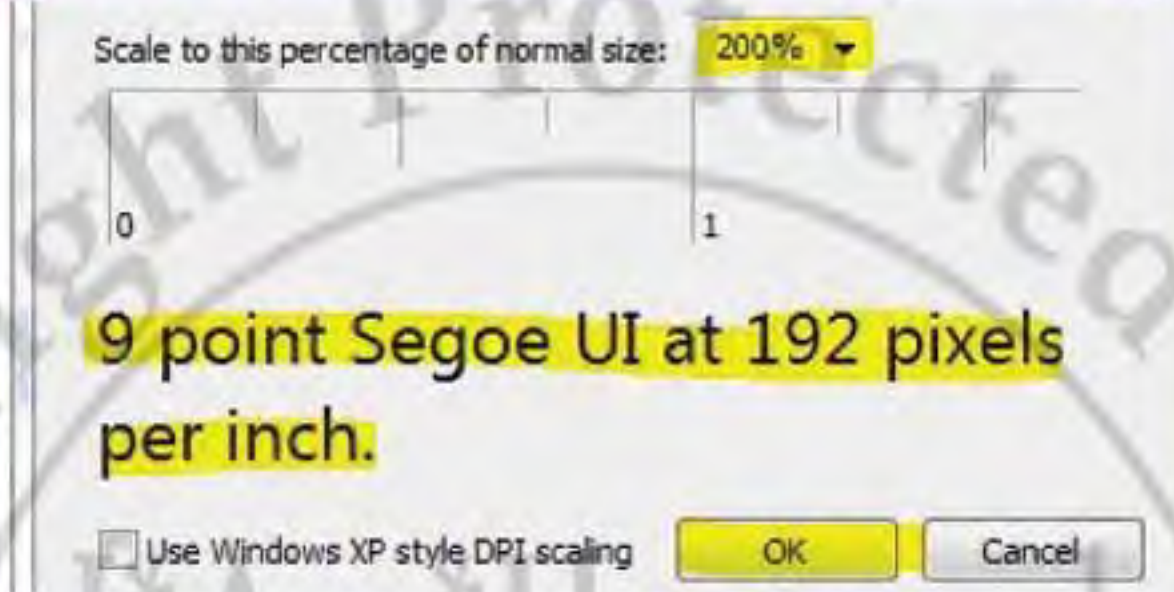 Scale to this percentage of normal size: 200%
0 1
9 point Segoe UI at 192 pixels
per inch.
Use Windows XP style DPI scaling OK Cancel